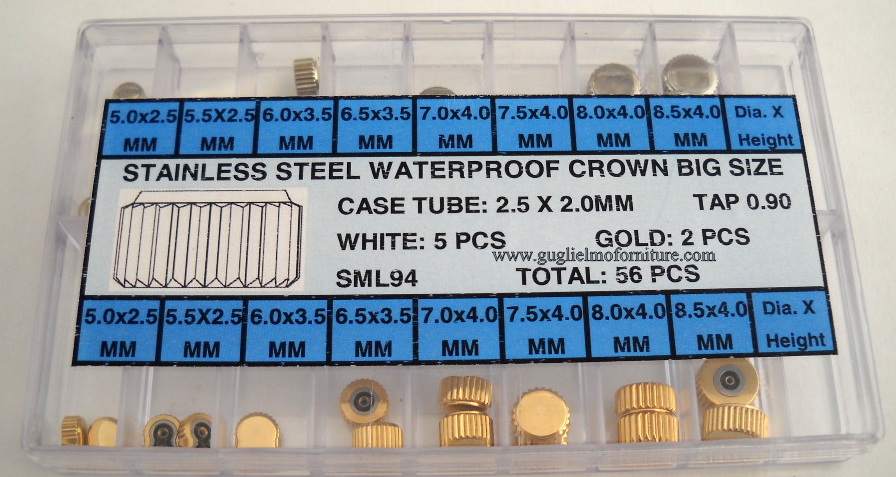 5.0x2.5 5.5X2.5 6.0x3.5 6.5x3.5 7.0x4.0 7.5x4.0 8.0x4.0 8.5x4.0 Dia. X
MM MM MM MM MM MM MM MM Height
STAINLESS STEEL WATERPROOF CROWN BIG SIZE
CASE TUBE: 2.5 X 2.0MM TAP 0.90
WHITE: 5 PCS GOLD: 2 PCS
www.guglielmoforniture.com
SML94 TOTAL: 56 PCS
5.0x2.5 5.5X2.5 6.0x3.5 6.5x3.5 7.0x4.0 7.5x4.0 8.0x4.0 8.5x4.0 Dia. X
MM MM MM MM MM MM MM MM Height